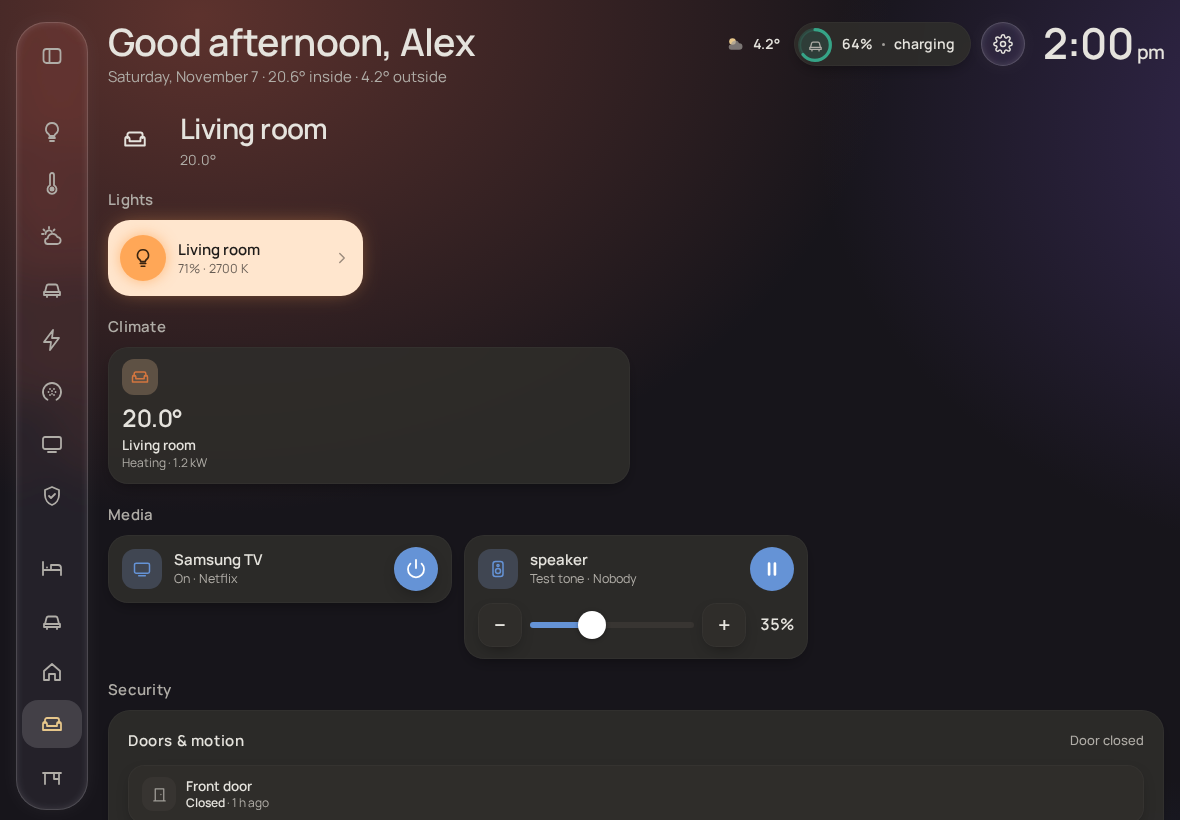 Good afternoon, Alex
Saturday, November 7 · 20.6° inside · 4.2° outside
4.2°
64% • charging
2:00 pm
Living room
20.0°
Lights
Living room
71% · 2700 K
Climate
20.0°
Living room
Heating · 1.2 kW
Media
Samsung TV
On · Netflix
speaker
Test tone · Nobody
− + 35%
Security
Doors & motion
Door closed
Front door
Closed · 1 h ago